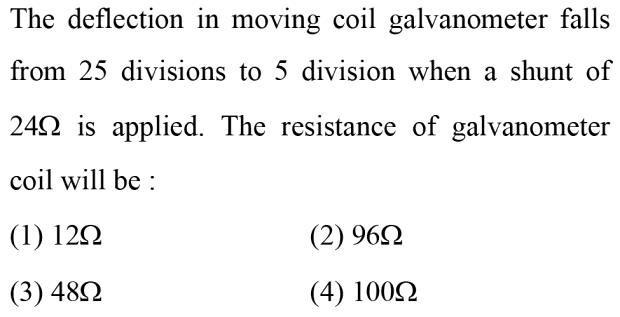 The deflection in moving coil galvanometer falls
from 25 divisions to 5 division when a shunt of
24Ω is applied. The resistance of galvanometer
coil will be :
(1) 12Ω (2) 96Ω
(3) 48Ω (4) 100Ω